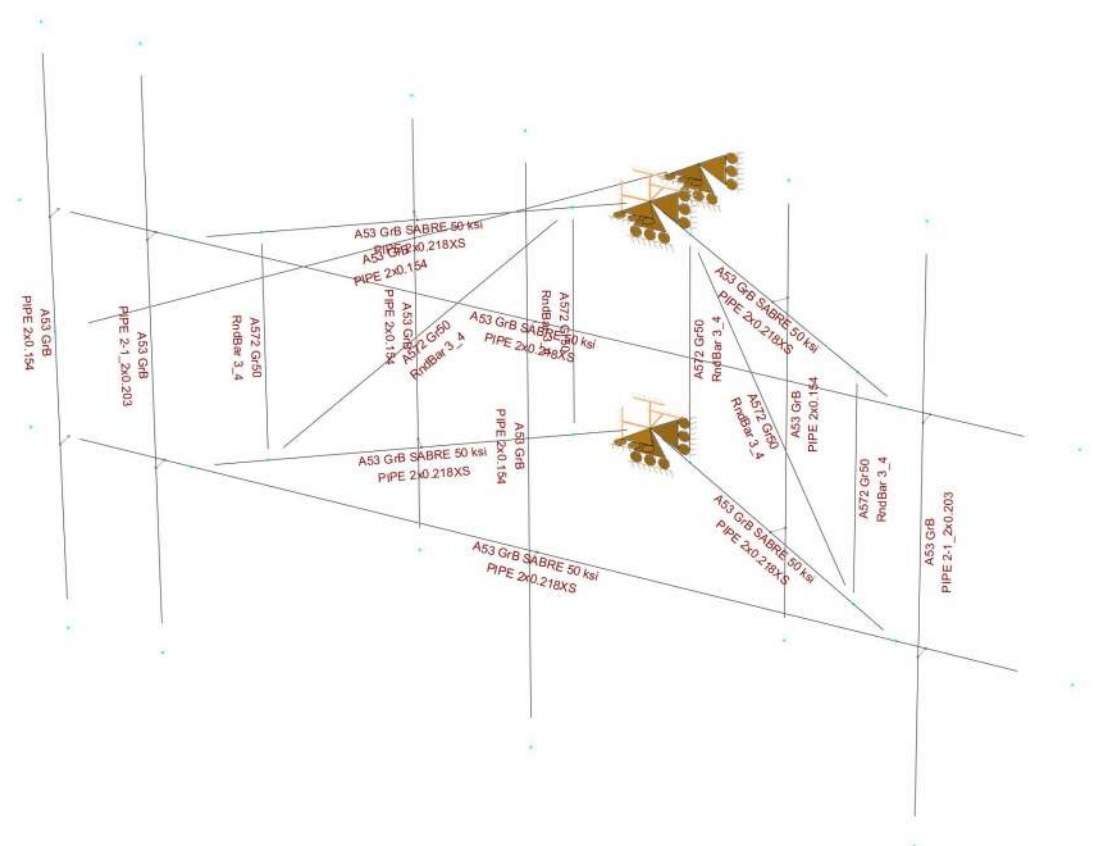 A53 GrB SABRE 50 ksi
PIPE 2x0.218XS
A53 GrB
PIPE 2x0.154
A53 GrB SABRE 50 ksi
PIPE 2x0.218XS
A53 GrB
PIPE 2x0.154
A53 GrB
PIPE 2-1_2x0.203
A572 Gr50
RndBar 3_4
A53 GrB
PIPE 2x0.154
A572 Gr50
RndBar 3_4
A572 Gr50
RndBar 3_4
A53 GrB SABRE 50 ksi
PIPE 2x0.218XS
A572 Gr50
RndBar 3_4
A572 Gr50
RndBar 3_4
A53 GrB
PIPE 2x0.154
A53 GrB SABRE 50 ksi
PIPE 2x0.218XS
A53 GrB
PIPE 2x0.154
A53 GrB SABRE 50 ksi
PIPE 2x0.218XS
A572 Gr50
RndBar 3_4
A53 GrB
PIPE 2-1_2x0.203
A53 GrB SABRE 50 ksi
PIPE 2x0.218XS